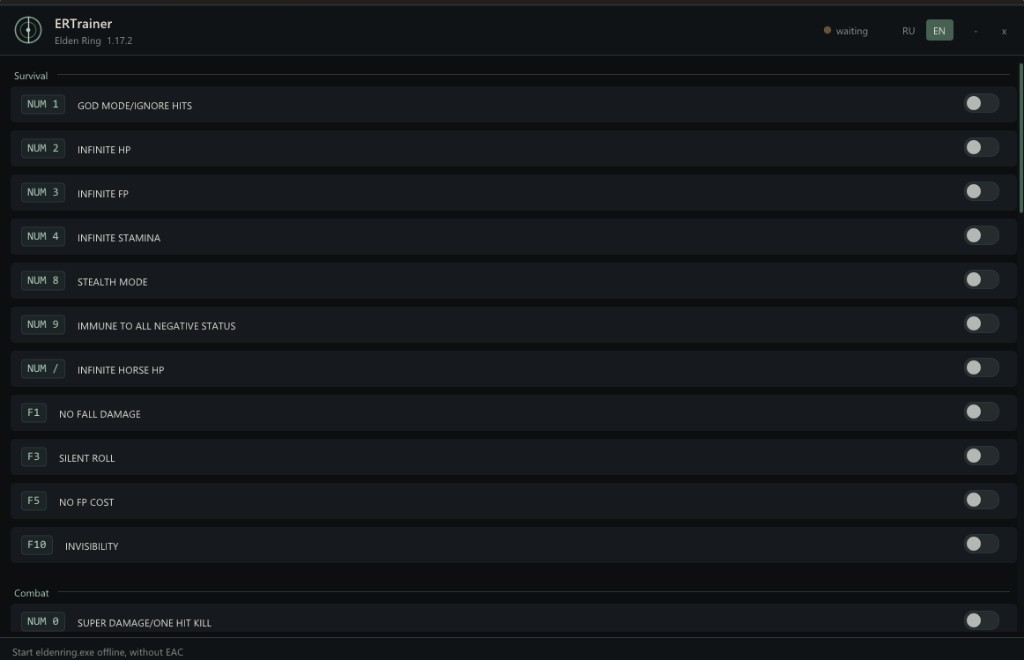 ERTrainer
Elden Ring 1.17.2
waiting RU EN - x
Survival
NUM 1 GOD MODE/IGNORE HITS
NUM 2 INFINITE HP
NUM 3 INFINITE FP
NUM 4 INFINITE STAMINA
NUM 8 STEALTH MODE
NUM 9 IMMUNE TO ALL NEGATIVE STATUS
NUM / INFINITE HORSE HP
F1 NO FALL DAMAGE
F3 SILENT ROLL
F5 NO FP COST
F10 INVISIBILITY
Combat
NUM 0 SUPER DAMAGE/ONE HIT KILL
Start eldenring.exe offline, without EAC